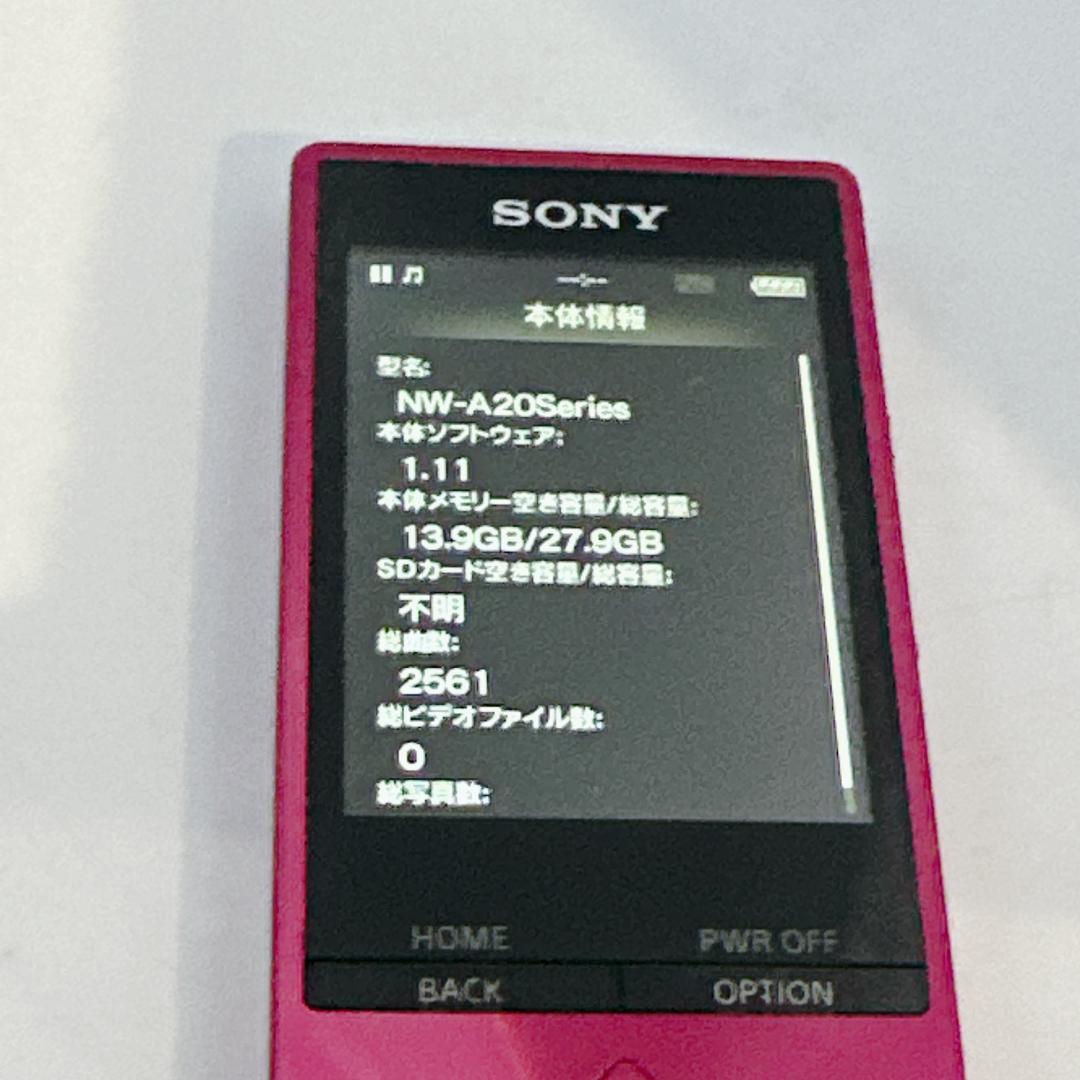 SONY
本体情報
型名:
NW-A20Series
本体ソフトウェア:
1.11
本体メモリー空き容量/総容量:
13.9GB/27.9GB
SDカード空き容量/総容量:
不明
総曲数:
2561
総ビデオファイル数:
0
総写真数:
HOME PWR OFF
BACK OPTION